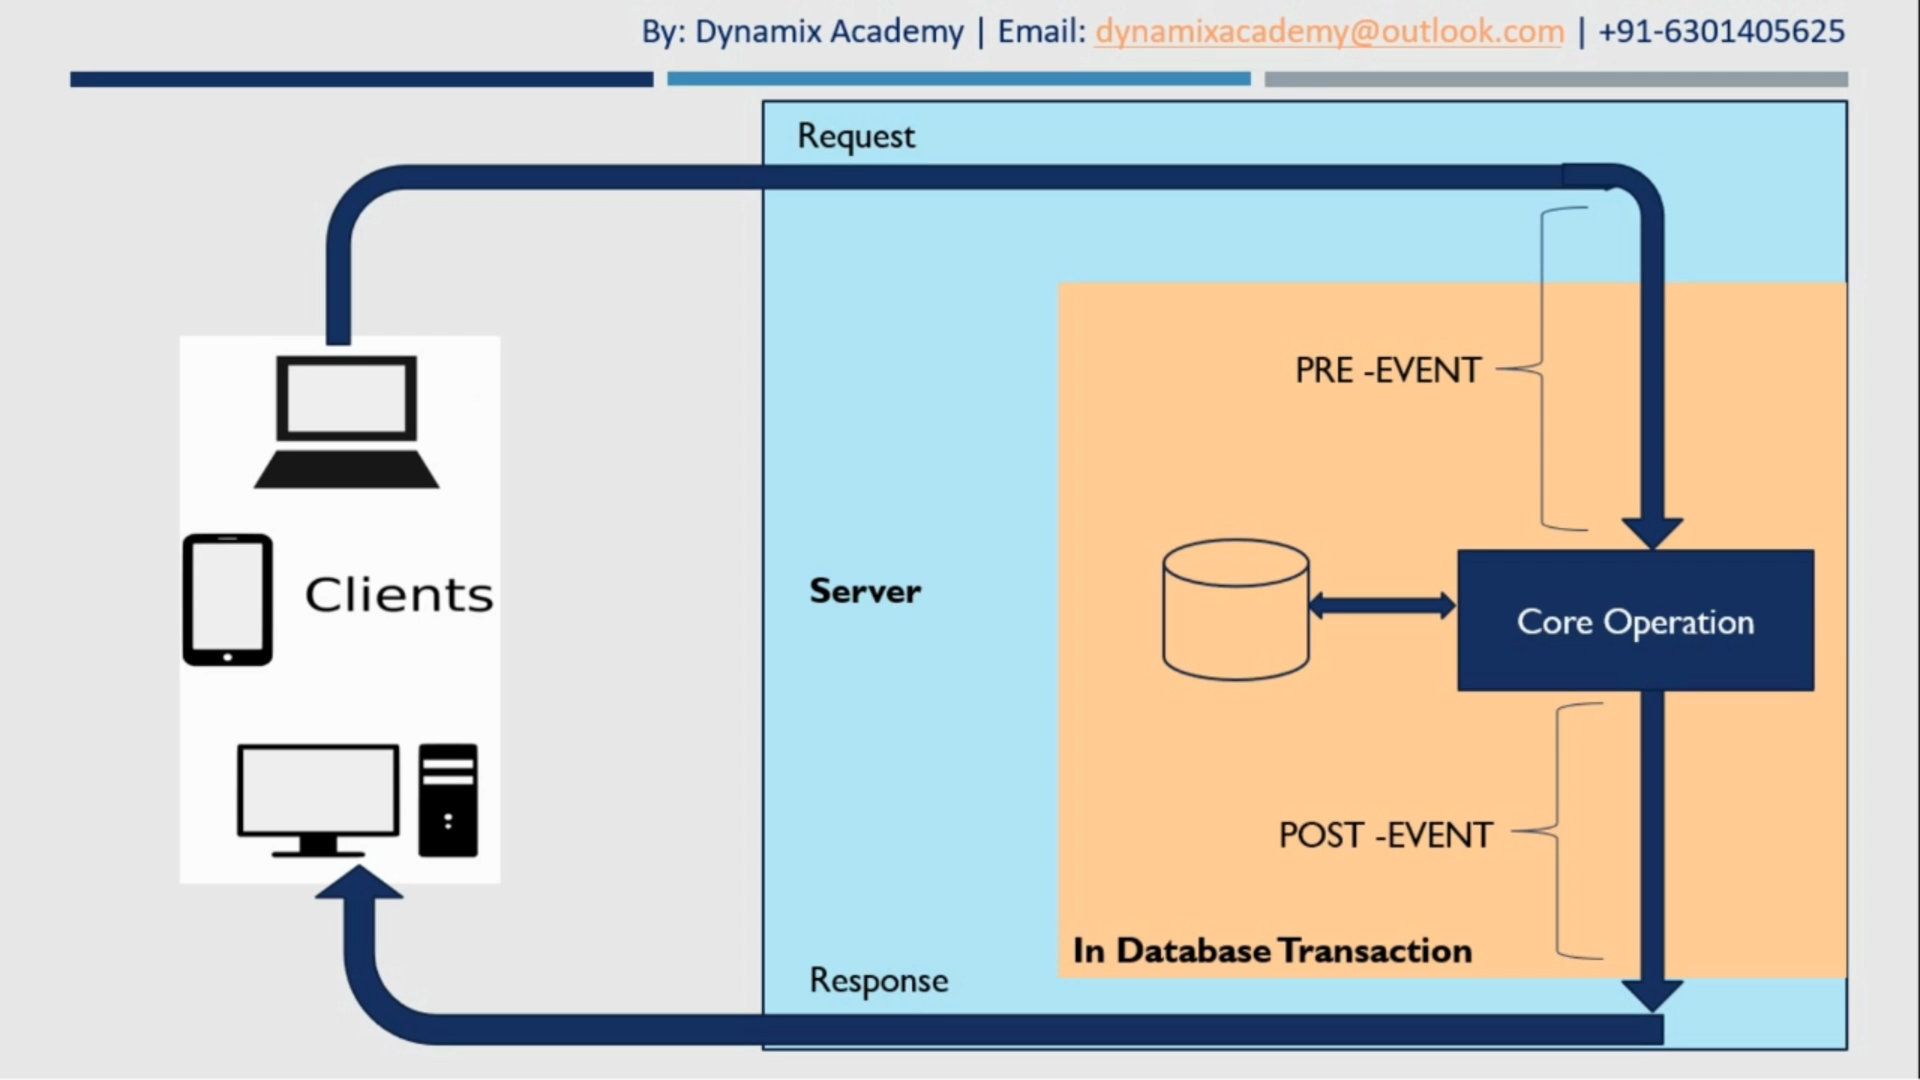 By: Dynamix Academy | Email: dynamixacademy@outlook.com | +91-6301405625
Request
PRE -EVENT
Clients
Server
Core Operation
POST -EVENT
In Database Transaction
Response